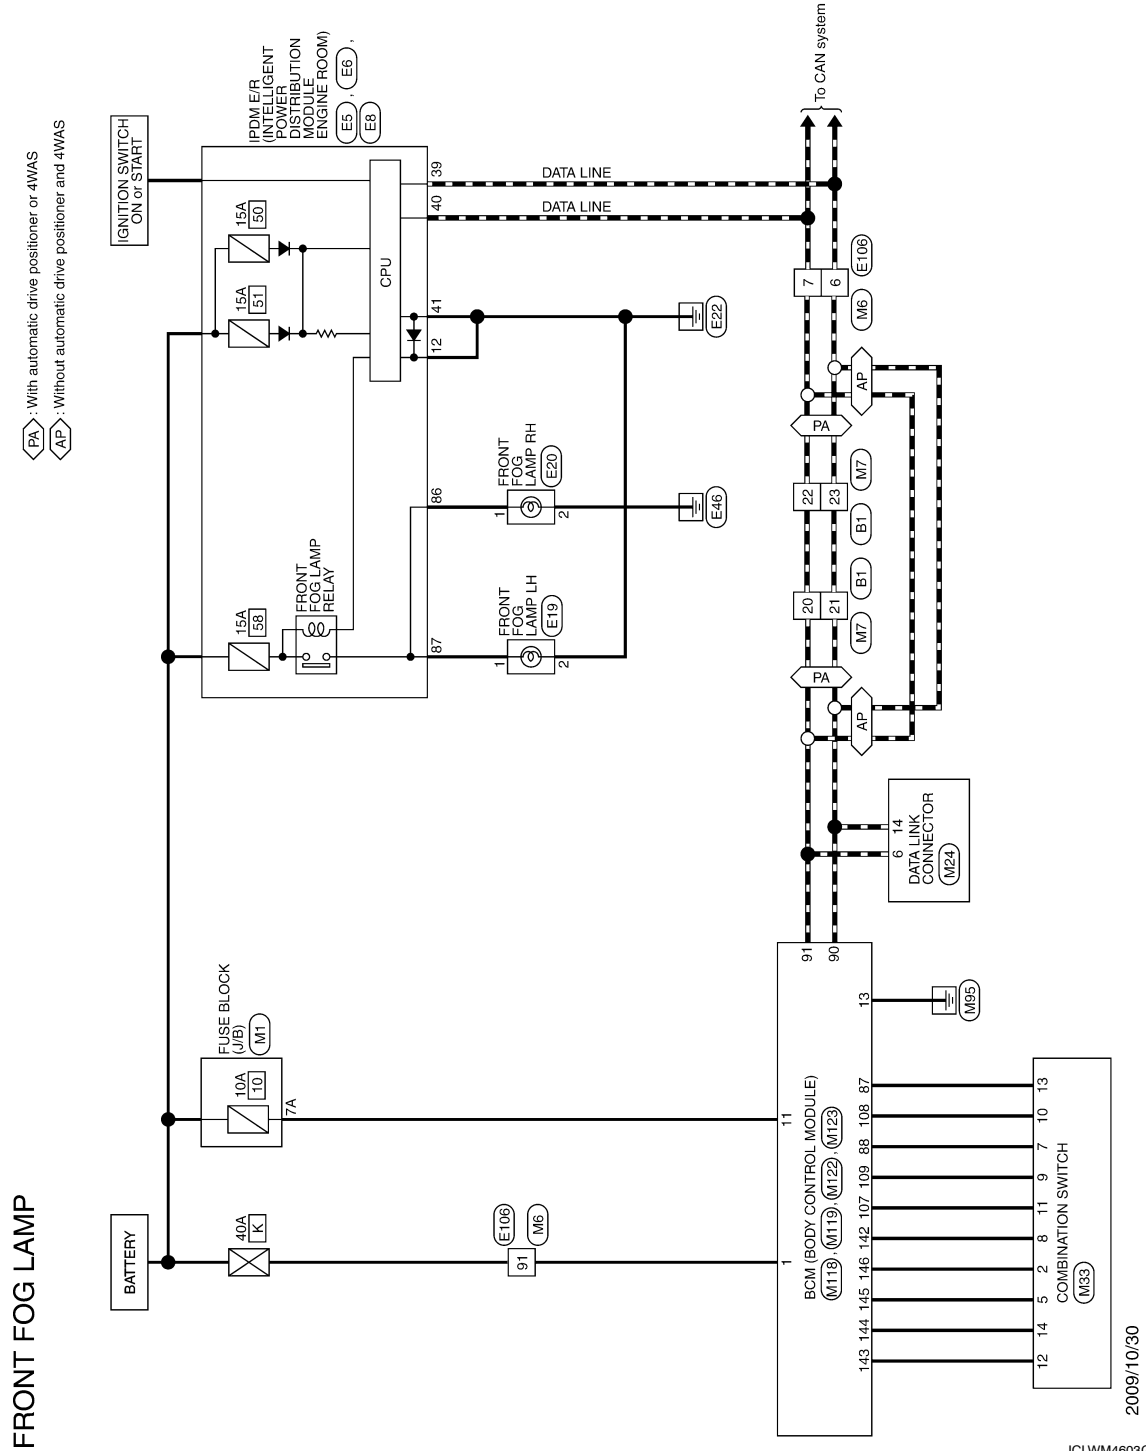 FRONT FOG LAMP
PA : With automatic drive positioner or 4WAS
AP : Without automatic drive positioner and 4WAS
BATTERY
IGNITION SWITCH
ON or START
40A
K
FUSE BLOCK
(J/B)
M1
10A
10
7A
IPDM E/R
(INTELLIGENT
POWER
DISTRIBUTION
MODULE
ENGINE ROOM)
E5 , E6 ,
E8
15A
58
15A
51
15A
50
FRONT
FOG LAMP
RELAY
CPU
87
86
12
41
40
39
DATA LINE
DATA LINE
E106
M6
91
FRONT
FOG
LAMP LH
E19
1
2
FRONT
FOG
LAMP RH
E20
1
2
E46
E22
To CAN system
1
11
BCM (BODY CONTROL MODULE)
M118 , M119 , M122 , M123
91
90
13
M95
143
144
145
146
142
107
109
88
108
87
12
14
5
2
8
11
9
7
10
13
COMBINATION SWITCH
M33
6
14
DATA LINK
CONNECTOR
M24
AP
PA
20
21
M7
B1
22
23
B1
M7
PA
AP
7
6
M6
E106
2009/10/30